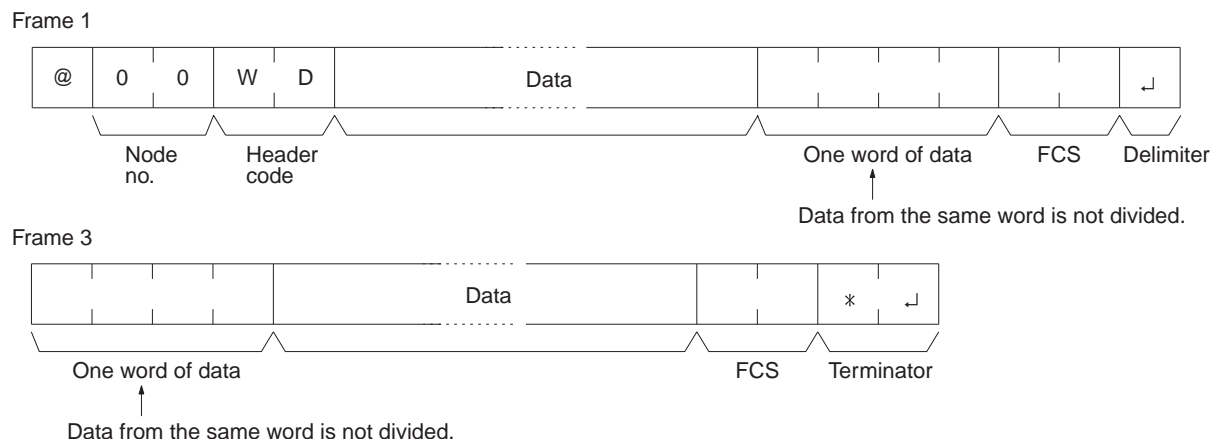 Frame 1
@ 0 0 W D Data ↵
Node no. Header code One word of data FCS Delimiter
Data from the same word is not divided.
Frame 3
Data * ↵
One word of data FCS Terminator
Data from the same word is not divided.